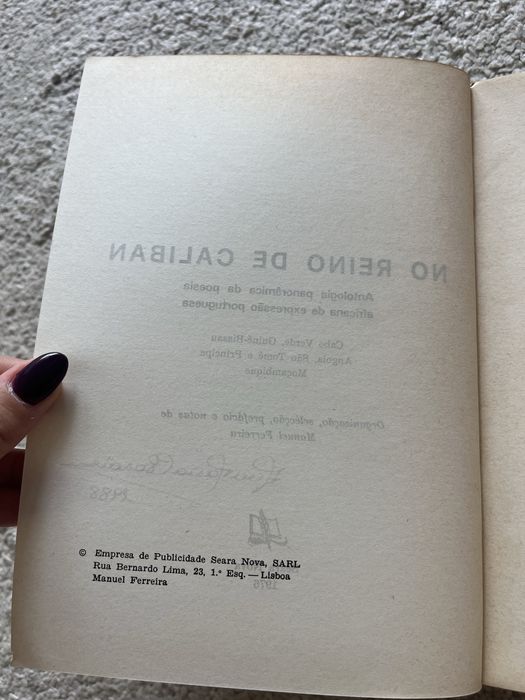 NO REINO DE CALIBAN
Antologia panorâmica da poesia
africana de expressão portuguesa
Cabo Verde, Guiné-Bissau
Angola, São Tomé e Príncipe
Moçambique
Organização, selecção, prefácio e notas de
Manuel Ferreira
1988
© Empresa de Publicidade Seara Nova, SARL
Rua Bernardo Lima, 23, 1.º Esq. — Lisboa
Manuel Ferreira
1976